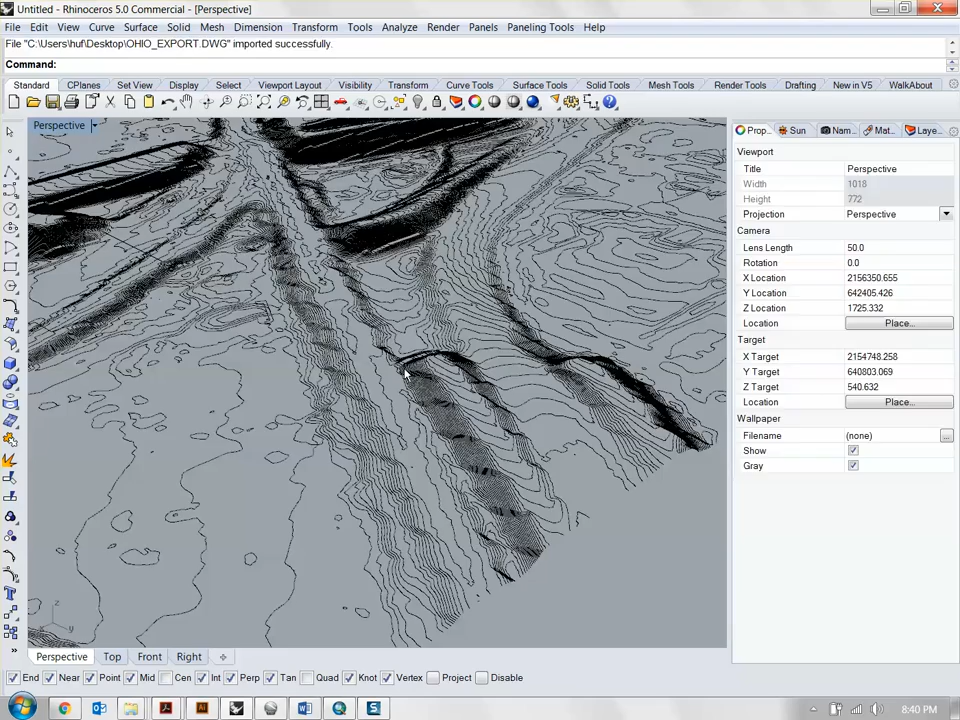 Untitled - Rhinoceros 5.0 Commercial - [Perspective]
File Edit View Curve Surface Solid Mesh Dimension Transform Tools Analyze Render Panels Paneling Tools Help
File "C:\Users\huf\Desktop\OHIO_EXPORT.DWG" imported successfully.
Command:
Standard CPlanes Set View Display Select Viewport Layout Visibility Transform Curve Tools Surface Tools Solid Tools Mesh Tools Render Tools Drafting New in V5 WalkAbout
Perspective
Prop... Sun Nam... Mat... Laye...
Viewport
Title Perspective
Width 1018
Height 772
Projection Perspective
Camera
Lens Length 50.0
Rotation 0.0
X Location 2156350.655
Y Location 642405.426
Z Location 1725.332
Location Place...
Target
X Target 2154748.258
Y Target 640803.069
Z Target 540.632
Location Place...
Wallpaper
Filename (none) ...
Show
Gray
z
x y
Perspective Top Front Right
End Near Point Mid Cen Int Perp Tan Quad Knot Vertex Project Disable
8:40 PM